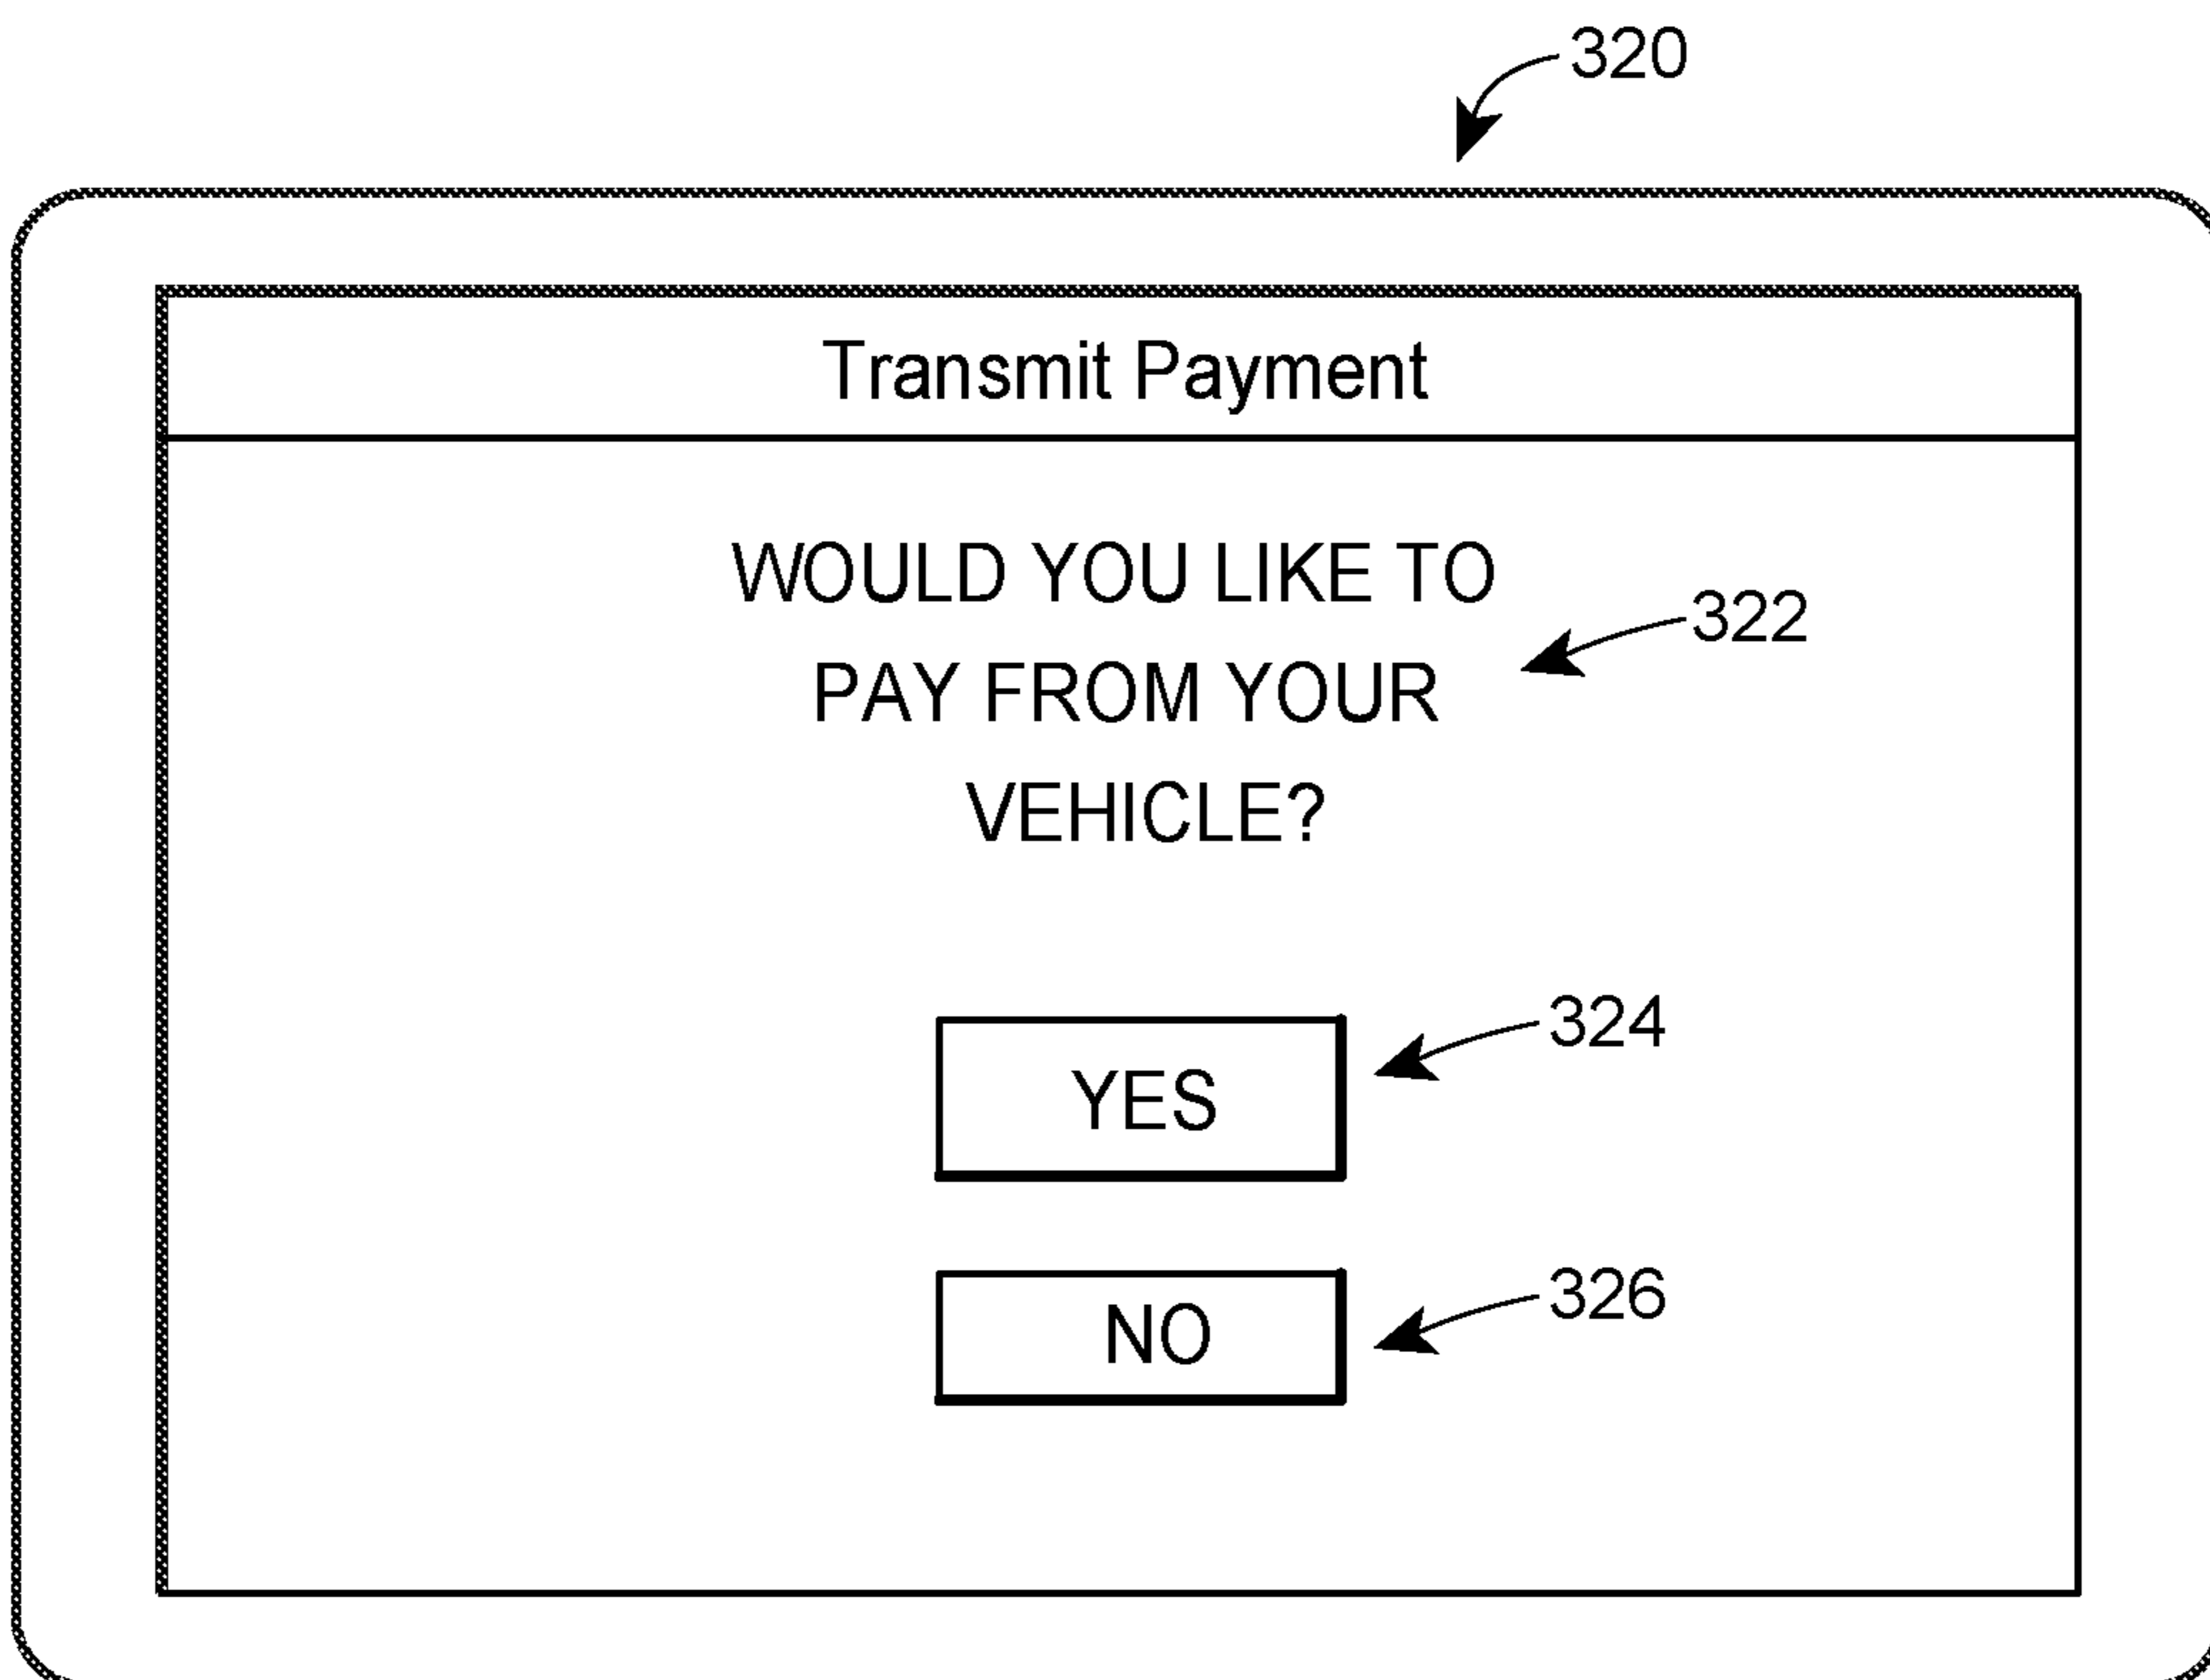 320
Transmit Payment
WOULD YOU LIKE TO
PAY FROM YOUR
VEHICLE?
322
YES
324
NO
326